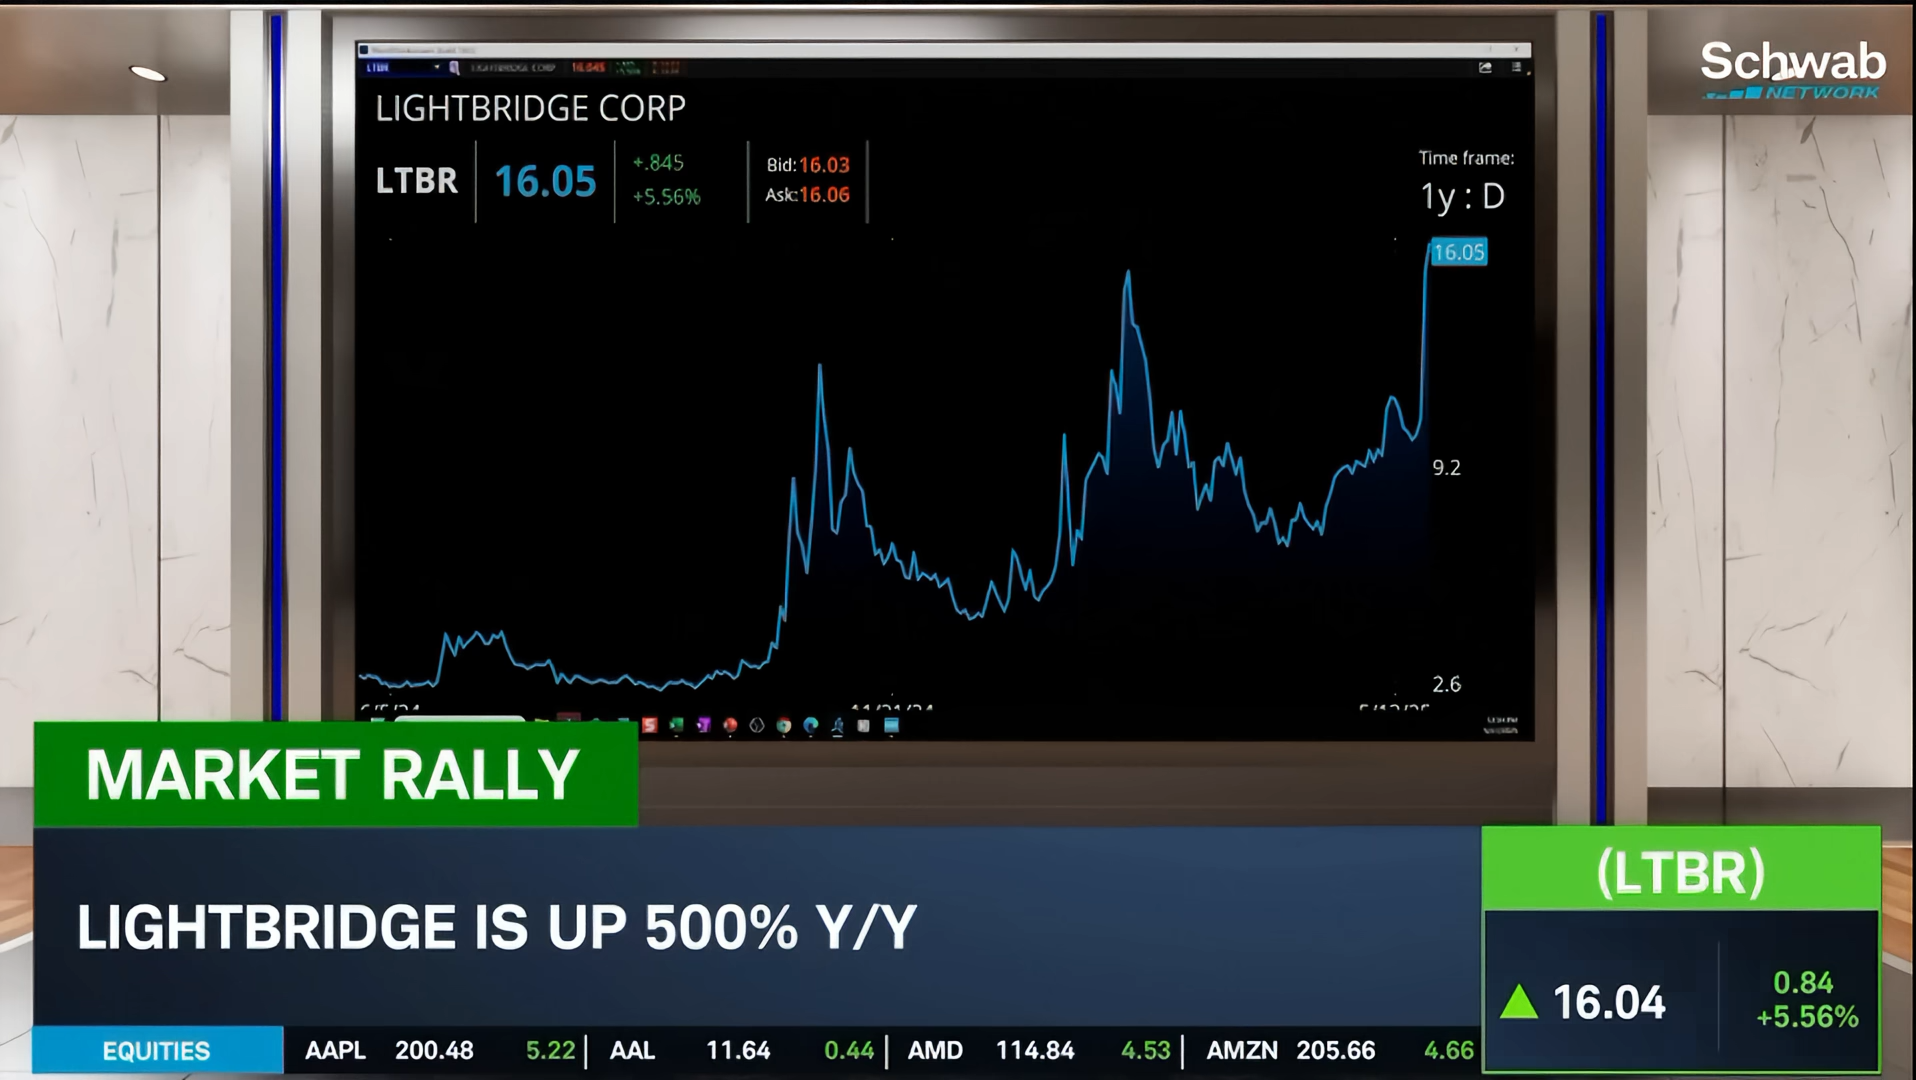 Schwab
NETWORK
LTBR
LIGHTBRIDGE CORP
LIGHTBRIDGE CORP
LTBR
16.05
+.845
+5.56%
Bid:16.03
Ask:16.06
Time frame:
1y : D
16.05
9.2
2.6
MARKET RALLY
LIGHTBRIDGE IS UP 500% Y/Y
(LTBR)
16.04
0.84
+5.56%
EQUITIES
AAPL 200.48 5.22
AAL 11.64 0.44
AMD 114.84 4.53
AMZN 205.66 4.66